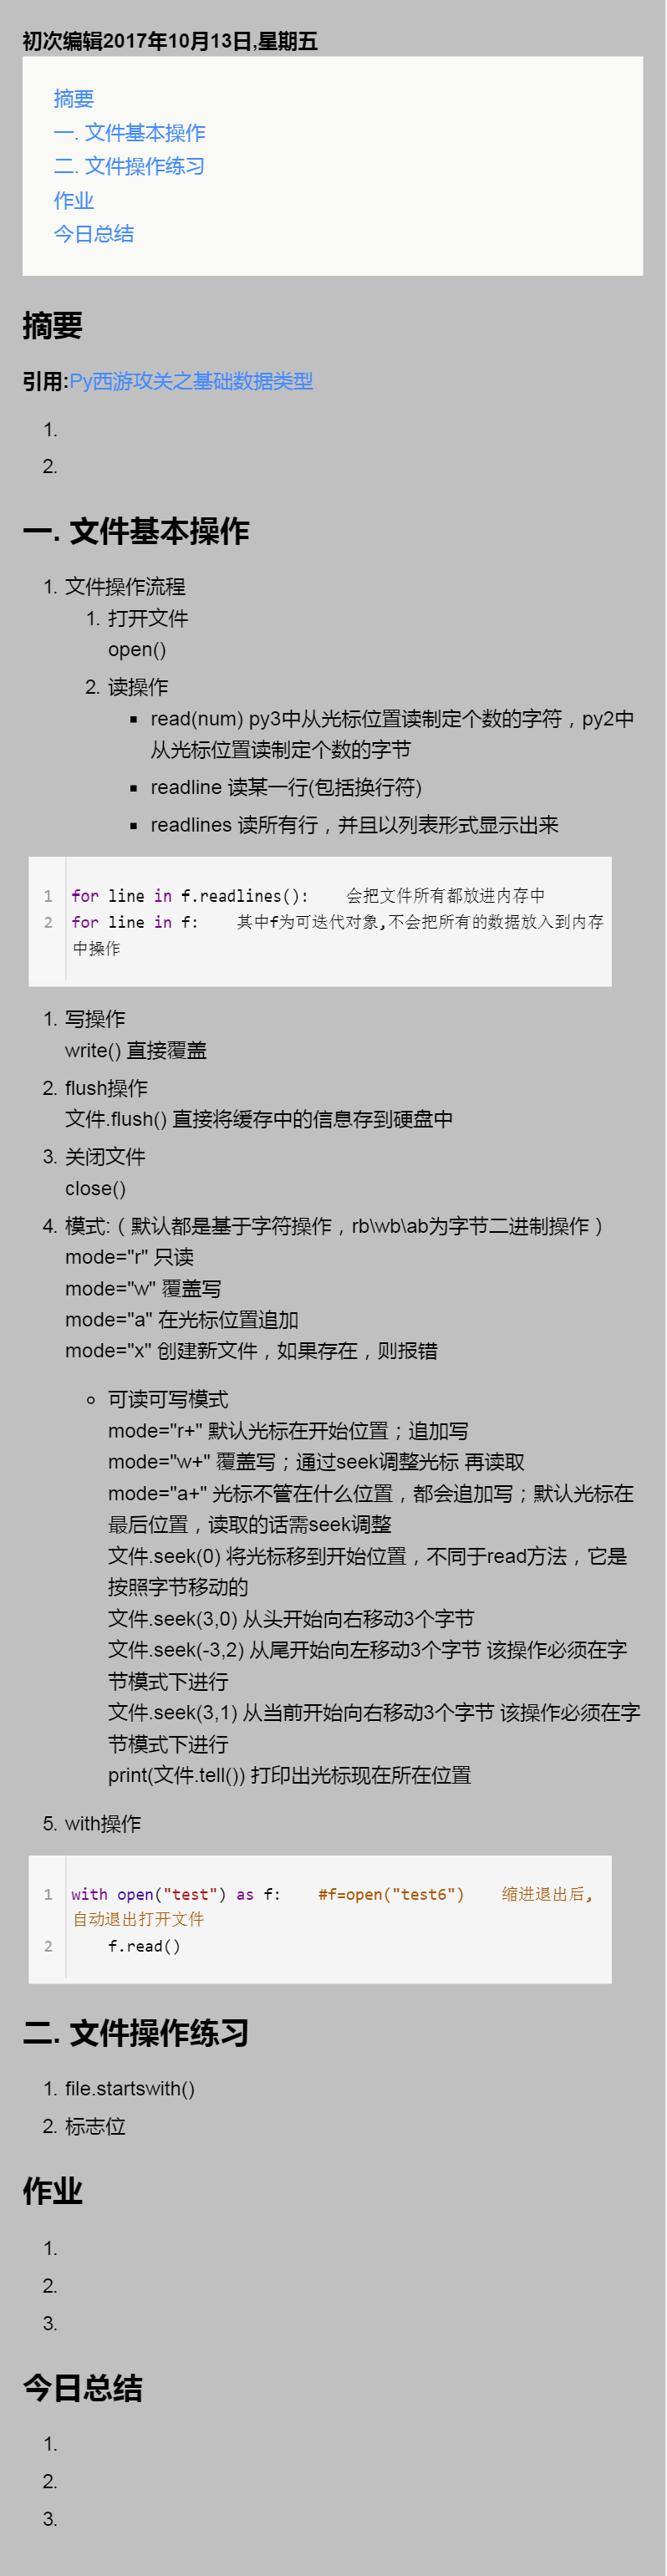 初次编辑2017年10月13日,星期五
摘要
一. 文件基本操作
二. 文件操作练习
作业
今日总结
摘要
引用:Py西游攻关之基础数据类型
1.
2.
一. 文件基本操作
1. 文件操作流程
1. 打开文件
open()
2. 读操作
▪ read(num) py3中从光标位置读制定个数的字符，py2中
从光标位置读制定个数的字节
▪ readline 读某一行(包括换行符)
▪ readlines 读所有行，并且以列表形式显示出来
1 for line in f.readlines():    会把文件所有都放进内存中
2 for line in f:    其中f为可迭代对象,不会把所有的数据放入到内存
中操作
1. 写操作
write() 直接覆盖
2. flush操作
文件.flush() 直接将缓存中的信息存到硬盘中
3. 关闭文件
close()
4. 模式:（默认都是基于字符操作，rb\wb\ab为字节二进制操作）
mode="r" 只读
mode="w" 覆盖写
mode="a" 在光标位置追加
mode="x" 创建新文件，如果存在，则报错
◦ 可读可写模式
mode="r+" 默认光标在开始位置；追加写
mode="w+" 覆盖写；通过seek调整光标 再读取
mode="a+" 光标不管在什么位置，都会追加写；默认光标在
最后位置，读取的话需seek调整
文件.seek(0) 将光标移到开始位置，不同于read方法，它是
按照字节移动的
文件.seek(3,0) 从头开始向右移动3个字节
文件.seek(-3,2) 从尾开始向左移动3个字节 该操作必须在字
节模式下进行
文件.seek(3,1) 从当前开始向右移动3个字节 该操作必须在字
节模式下进行
print(文件.tell()) 打印出光标现在所在位置
5. with操作
1 with open("test") as f:    #f=open("test6")    缩进退出后,
自动退出打开文件
2     f.read()
二. 文件操作练习
1. file.startswith()
2. 标志位
作业
1.
2.
3.
今日总结
1.
2.
3.